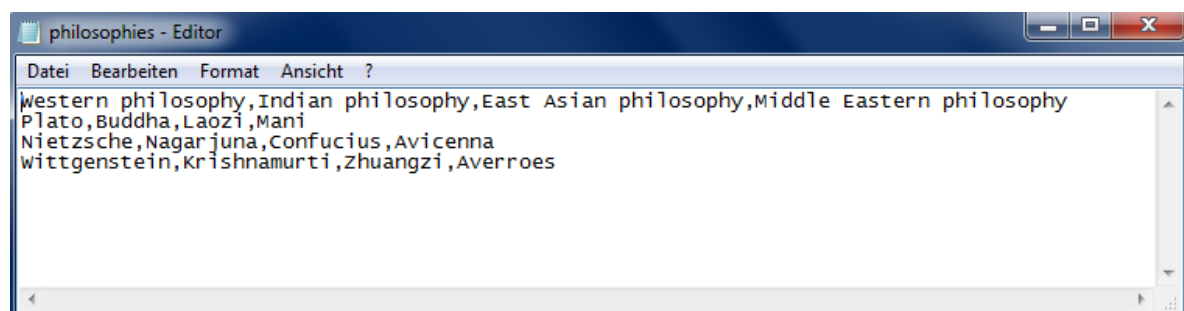 philosophies - Editor
Datei Bearbeiten Format Ansicht ?
Western philosophy,Indian philosophy,East Asian philosophy,Middle Eastern philosophy
Plato,Buddha,Laozi,Mani
Nietzsche,Nagarjuna,Confucius,Avicenna
Wittgenstein,Krishnamurti,Zhuangzi,Averroes